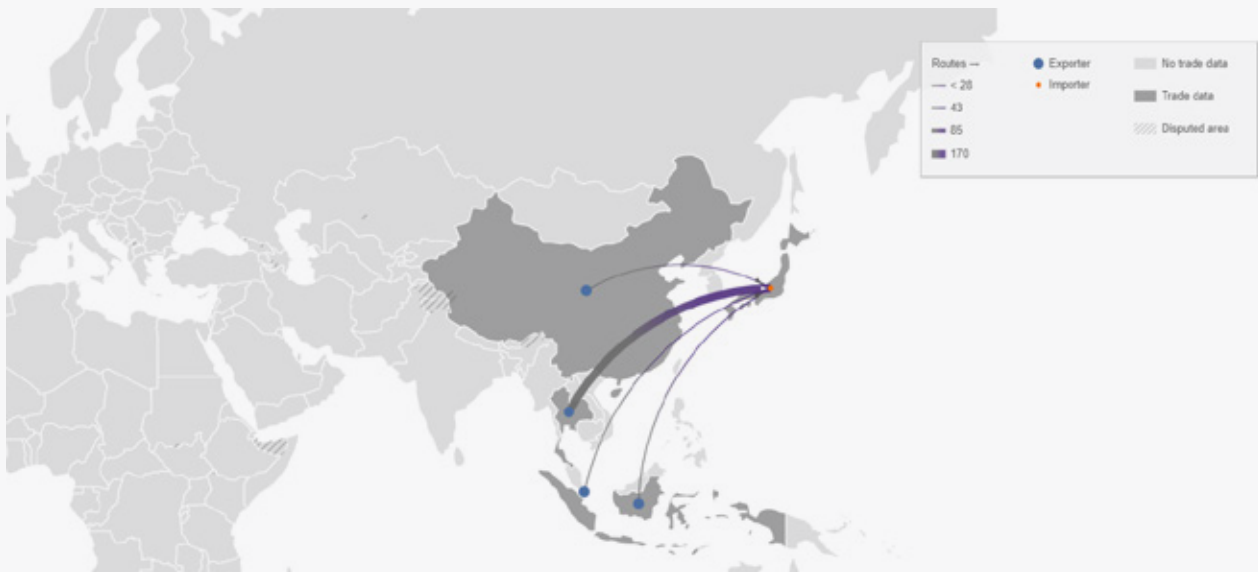 Routes —
< 28
43
85
170
Exporter
Importer
No trade data
Trade data
Disputed area